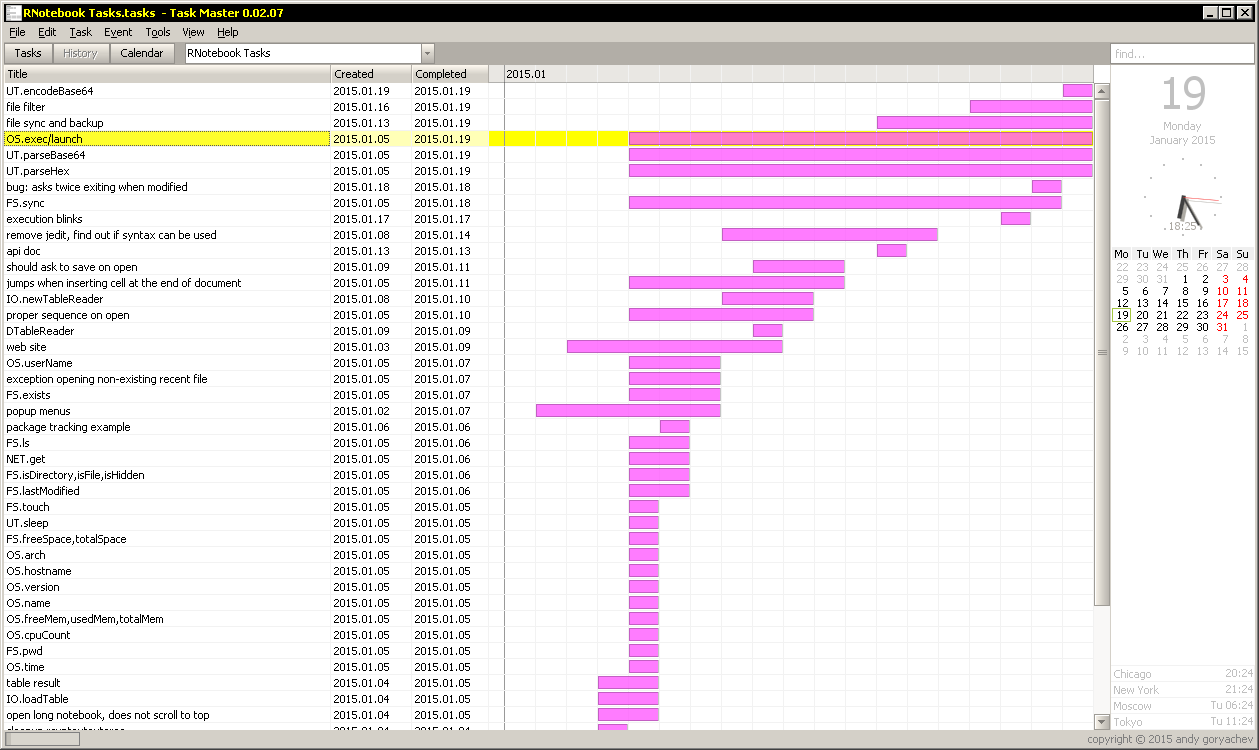 RNotebook Tasks.tasks - Task Master 0.02.07
File Edit Task Event Tools View Help
Tasks History Calendar RNotebook Tasks find...
Title Created Completed 2015.01
UT.encodeBase64 2015.01.19 2015.01.19
file filter 2015.01.16 2015.01.19
file sync and backup 2015.01.13 2015.01.19
OS.exec/launch 2015.01.05 2015.01.19
UT.parseBase64 2015.01.05 2015.01.19
UT.parseHex 2015.01.05 2015.01.19
bug: asks twice exiting when modified 2015.01.18 2015.01.18
FS.sync 2015.01.05 2015.01.18
execution blinks 2015.01.17 2015.01.17
remove jedit, find out if syntax can be used 2015.01.08 2015.01.14
api doc 2015.01.13 2015.01.13
should ask to save on open 2015.01.09 2015.01.11
jumps when inserting cell at the end of document 2015.01.05 2015.01.11
IO.newTableReader 2015.01.08 2015.01.10
proper sequence on open 2015.01.05 2015.01.10
DTableReader 2015.01.09 2015.01.09
web site 2015.01.03 2015.01.09
OS.userName 2015.01.05 2015.01.07
exception opening non-existing recent file 2015.01.05 2015.01.07
FS.exists 2015.01.05 2015.01.07
popup menus 2015.01.02 2015.01.07
package tracking example 2015.01.06 2015.01.06
FS.ls 2015.01.05 2015.01.06
NET.get 2015.01.05 2015.01.06
FS.isDirectory,isFile,isHidden 2015.01.05 2015.01.06
FS.lastModified 2015.01.05 2015.01.06
FS.touch 2015.01.05 2015.01.05
UT.sleep 2015.01.05 2015.01.05
FS.freeSpace,totalSpace 2015.01.05 2015.01.05
OS.arch 2015.01.05 2015.01.05
OS.hostname 2015.01.05 2015.01.05
OS.version 2015.01.05 2015.01.05
OS.name 2015.01.05 2015.01.05
OS.freeMem,usedMem,totalMem 2015.01.05 2015.01.05
OS.cpuCount 2015.01.05 2015.01.05
FS.pwd 2015.01.05 2015.01.05
OS.time 2015.01.05 2015.01.05
table result 2015.01.04 2015.01.05
IO.loadTable 2015.01.04 2015.01.05
open long notebook, does not scroll to top 2015.01.04 2015.01.05
19
Monday
January 2015
18:25
Mo Tu We Th Fr Sa Su
22 23 24 25 26 27 28
29 30 31 1 2 3 4
5 6 7 8 9 10 11
12 13 14 15 16 17 18
19 20 21 22 23 24 25
26 27 28 29 30 31 1
2 3 4 5 6 7 8
9 10 11 12 13 14 15
Chicago 20:24
New York 21:24
Moscow Tu 06:24
Tokyo Tu 11:24
copyright © 2015 andy goryachev